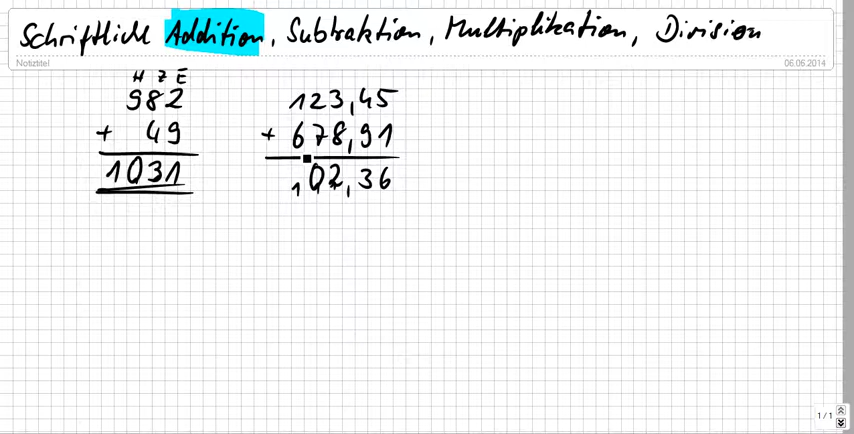 Schriftliche Addition, Subtraktion, Multiplikation, Division
Notiztitel
06.06.2014
H Z E
982
+ 49
1031
123,45
+ 678,91
102,36
1/1